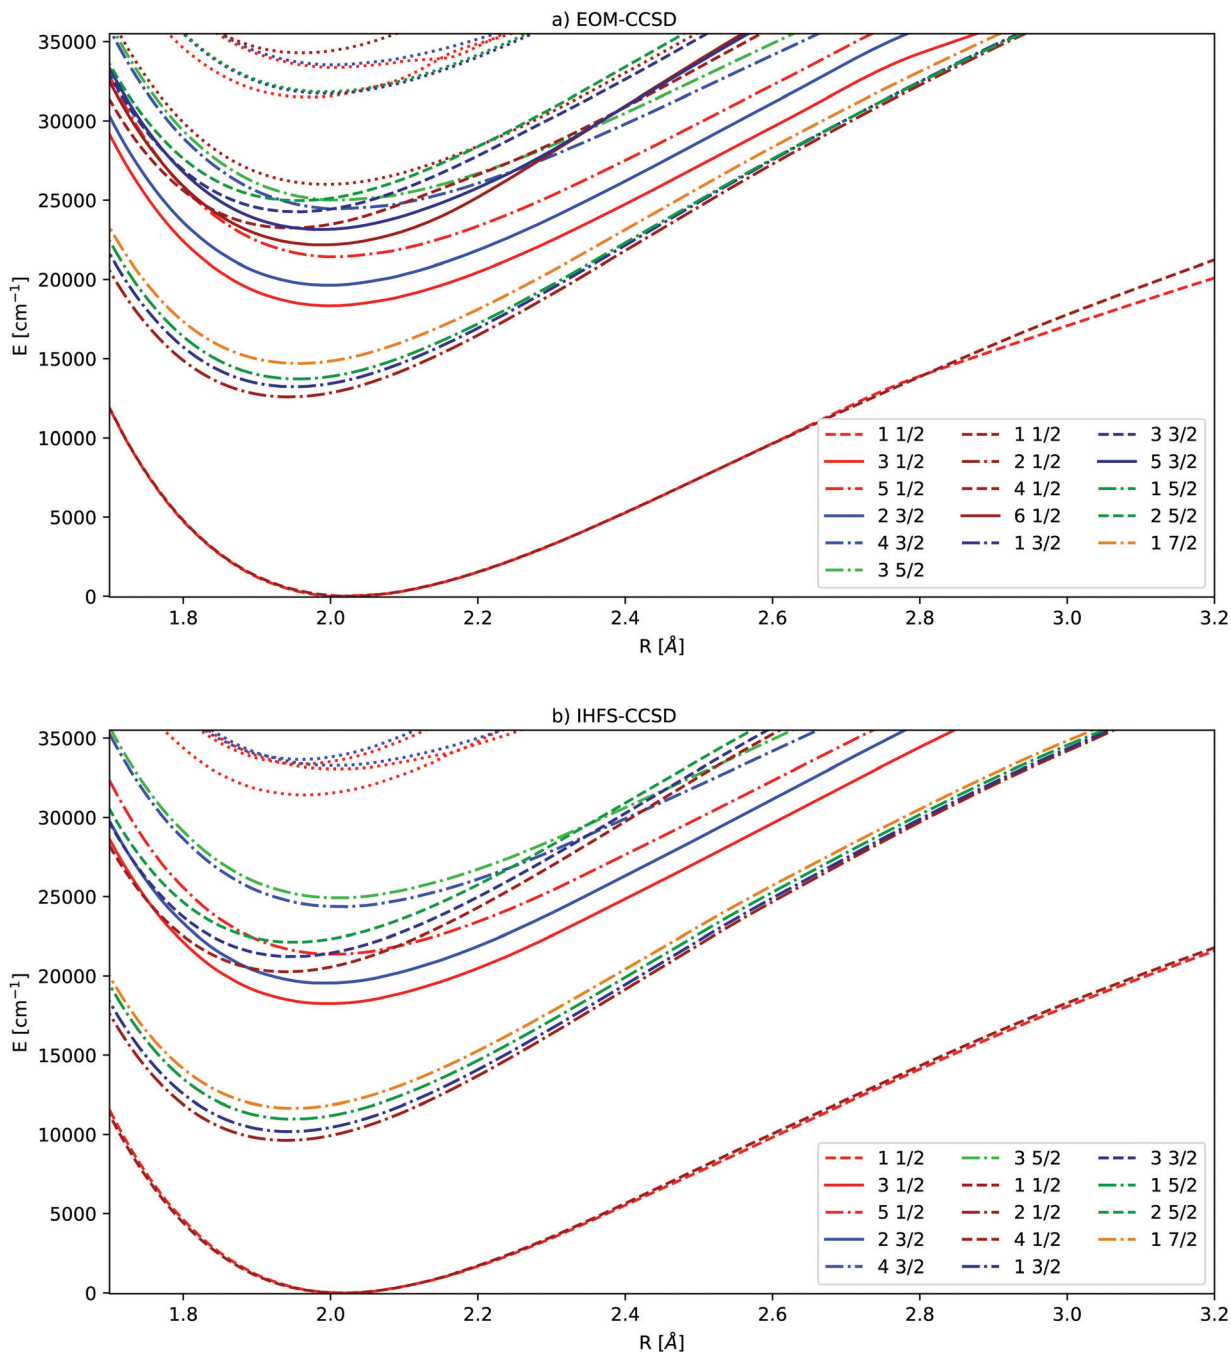 a) EOM-CCSD
35000
30000
25000
20000
15000
10000
5000
0
E [cm⁻¹]
1.8 2.0 2.2 2.4 2.6 2.8 3.0 3.2
R [Å]
1 1/2 1 1/2 3 3/2
3 1/2 2 1/2 5 3/2
5 1/2 4 1/2 1 5/2
2 3/2 6 1/2 2 5/2
4 3/2 1 3/2 1 7/2
3 5/2
b) IHFS-CCSD
35000
30000
25000
20000
15000
10000
5000
0
E [cm⁻¹]
1.8 2.0 2.2 2.4 2.6 2.8 3.0 3.2
R [Å]
1 1/2 3 5/2 3 3/2
3 1/2 1 1/2 1 5/2
5 1/2 2 1/2 2 5/2
2 3/2 4 1/2 1 7/2
4 3/2 1 3/2